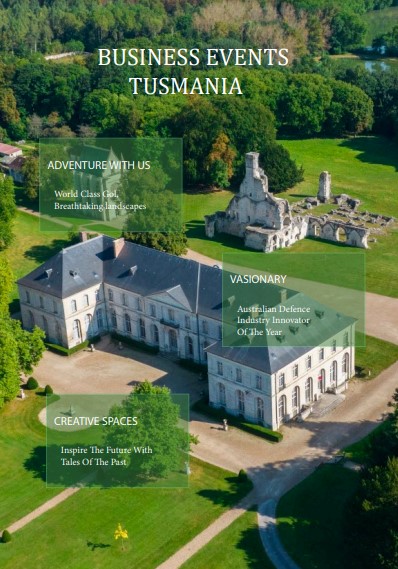 BUSINESS EVENTS
TUSMANIA
ADVENTURE WITH US
World Class Gol,
Breathtaking landscapes
VASIONARY
Australian Defence
Industry Innovator
Of The Year
CREATIVE SPACES
Inspire The Future With
Tales Of The Past